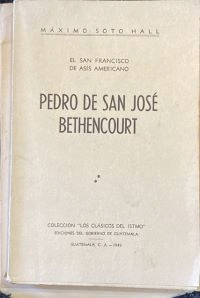 MÁXIMO SOTO HALL
EL SAN FRANCISCO
DE ASIS AMERICANO
PEDRO DE SAN JOSÉ
BETHENCOURT
COLECCIÓN "LOS CLÁSICOS DEL ISTMO"
EDICIONES DEL GOBIERNO DE GUATEMALA
GUATEMALA, C. A.—1949